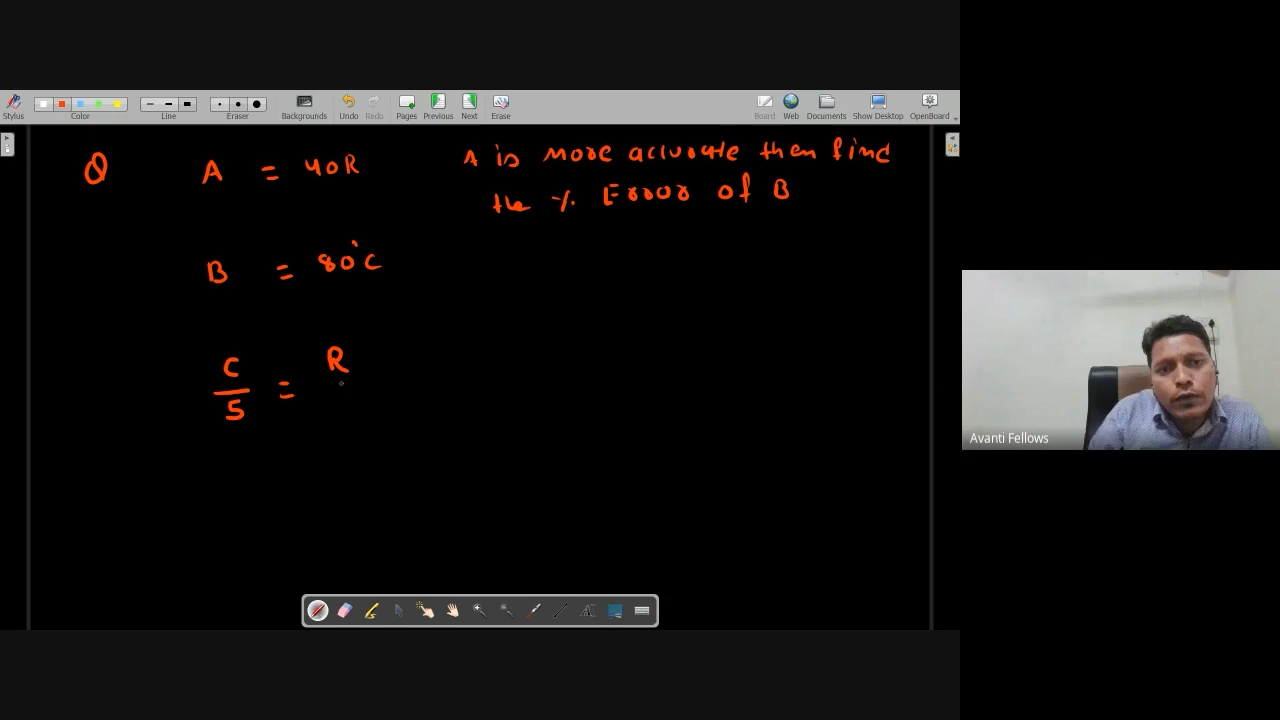 Stylus
Color
Line
Eraser
Backgrounds
Undo
Redo
Pages
Previous
Next
Erase
Board
Web
Documents
Show Desktop
OpenBoard
Q A = 40R
A is more accurate then find
the % Error of B
B = 80°C
C/5 = R
Avanti Fellows